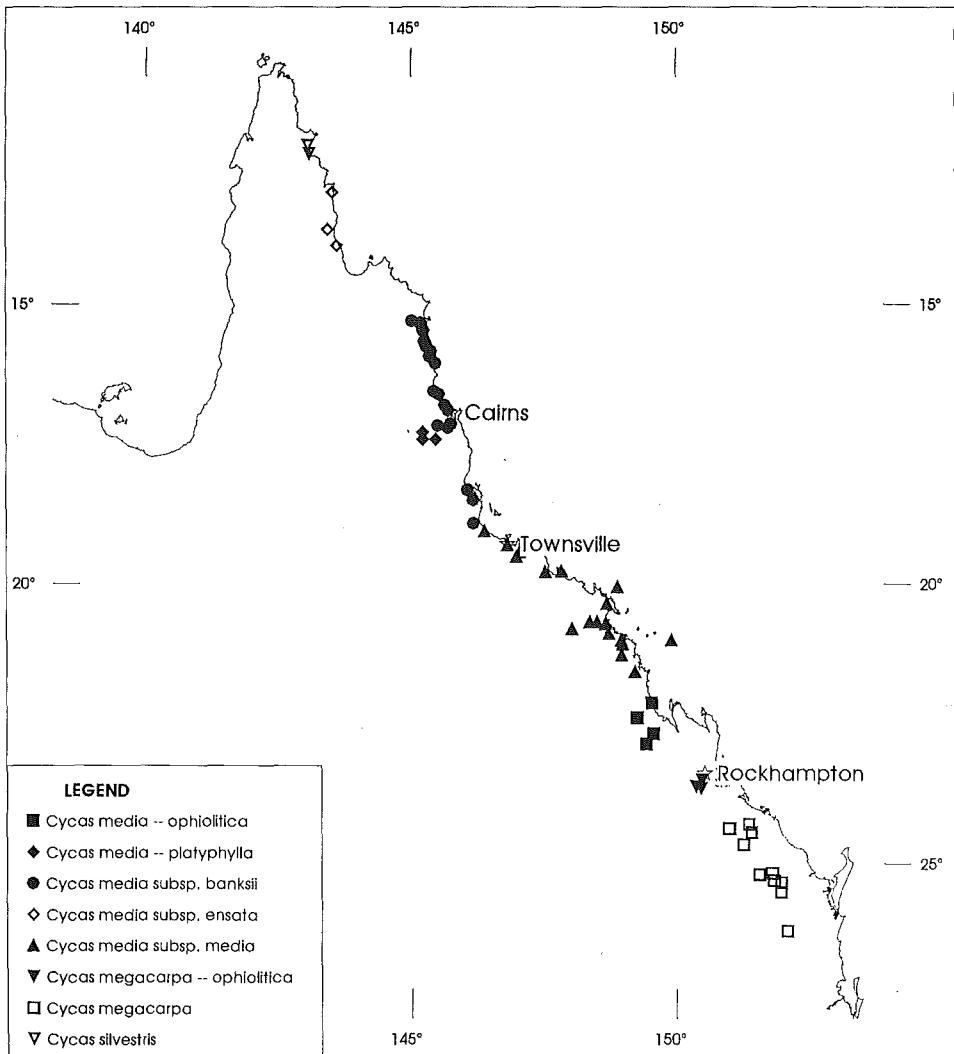 140°
145°
150°
15°
15°
Cairns
Townsville
20°
20°
Rockhampton
LEGEND
Cycas media -- ophiolitica
Cycas media -- platyphylla
Cycas media subsp. banksii
Cycas media subsp. ensata
Cycas media subsp. media
Cycas megacarpa -- ophiolitica
Cycas megacarpa
Cycas silvestris
25°
25°
145°
150°